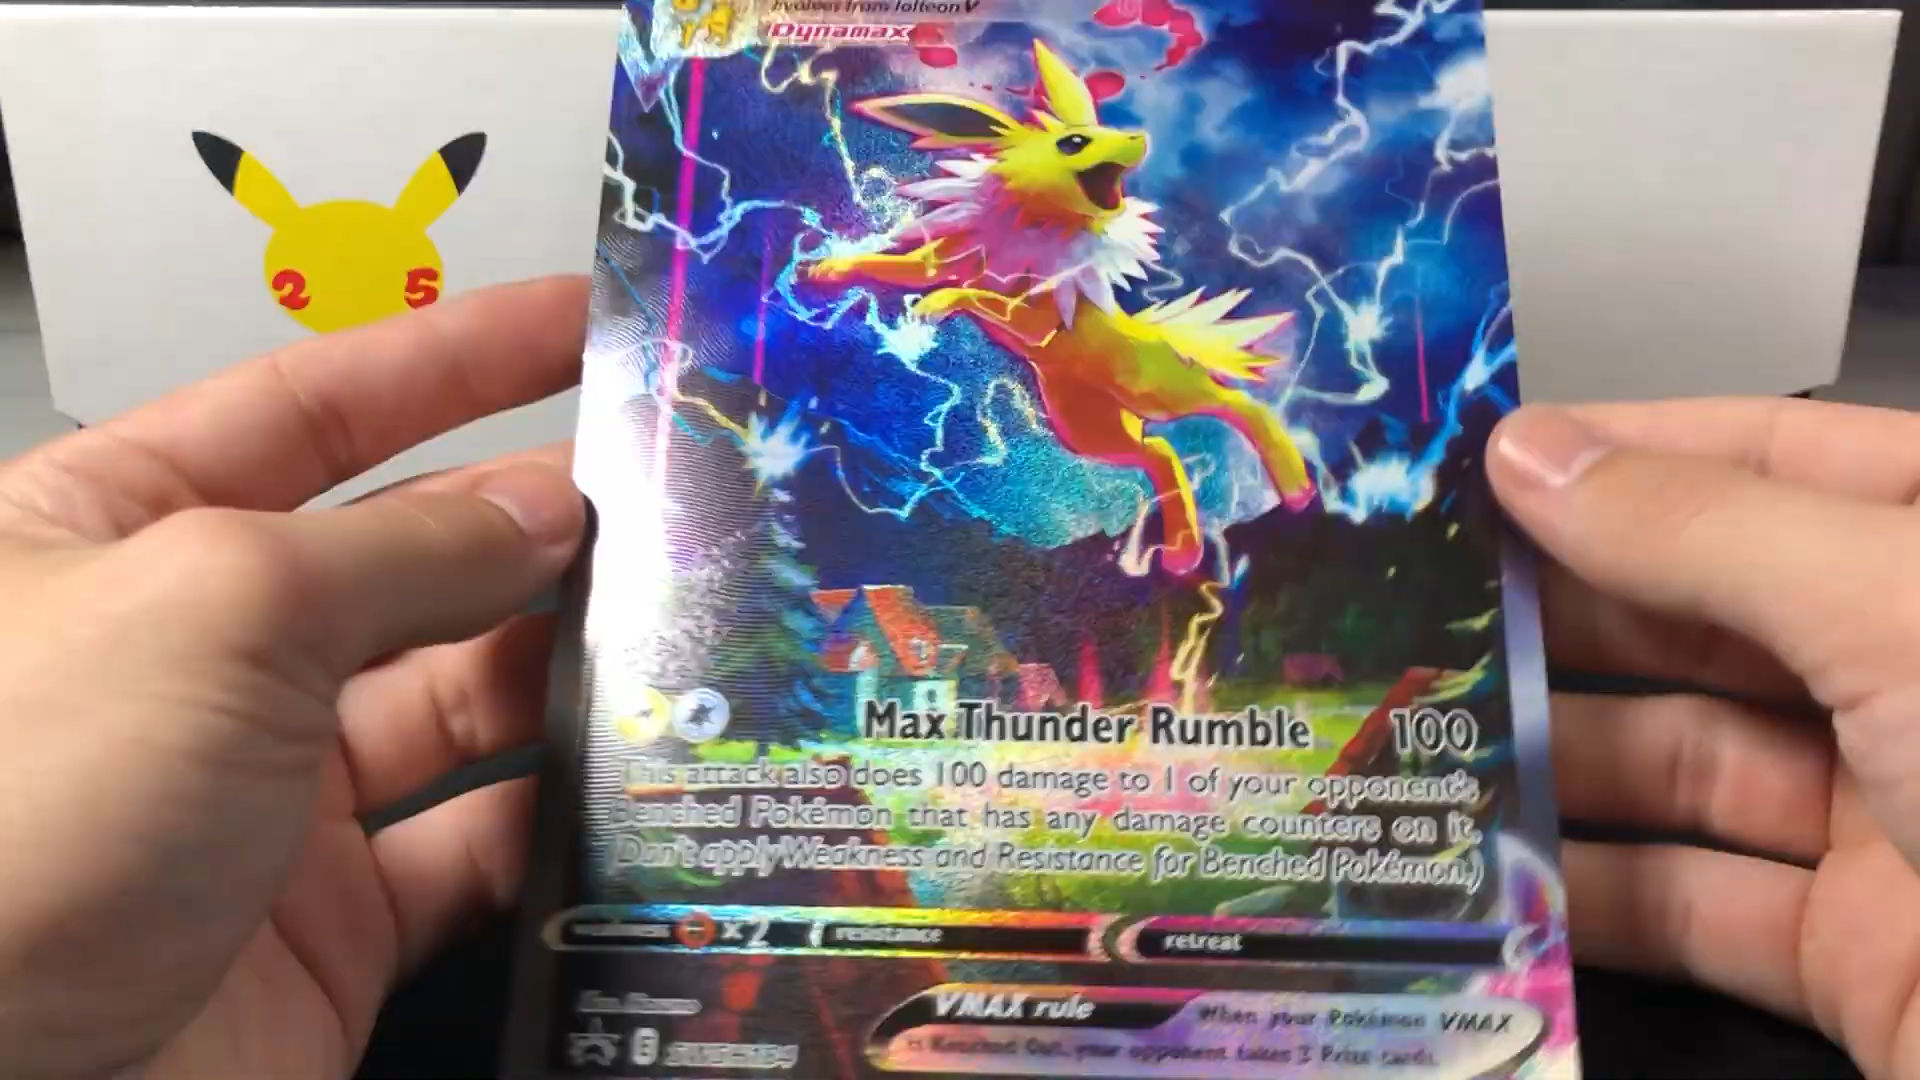 Evolves from Jolteon V
Dynamax
2 5
Max Thunder Rumble 100
This attack also does 100 damage to 1 of your opponent's
Benched Pokémon that has any damage counters on it.
(Don't apply Weakness and Resistance for Benched Pokémon.)
weakness ×2 resistance retreat
VMAX rule When your Pokémon VMAX
is Knocked Out, your opponent takes 3 Prize cards.
SWSH184